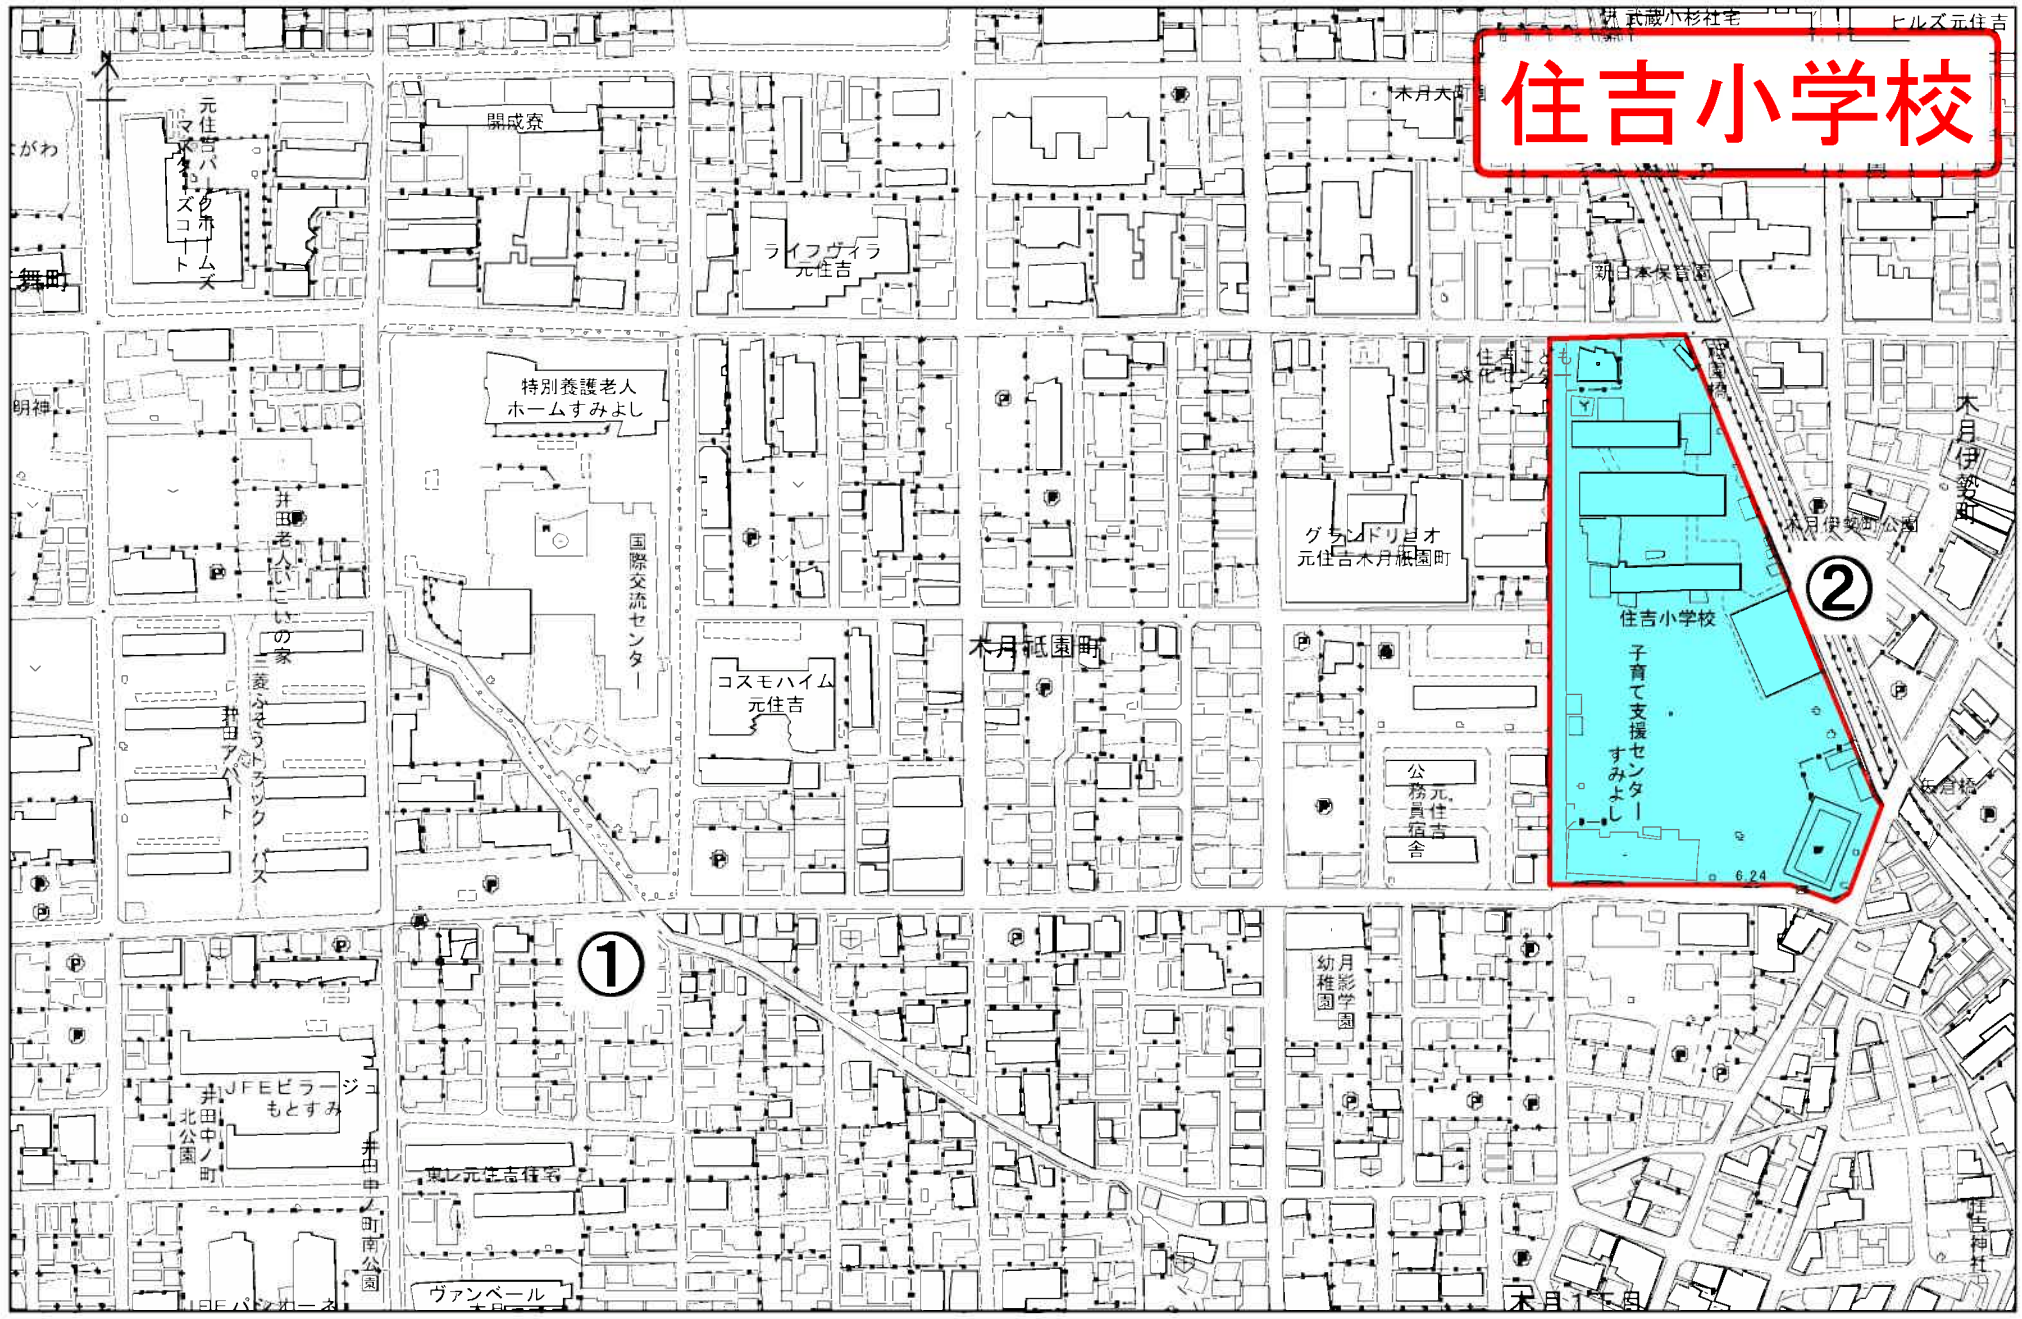 武蔵小杉社宅
ヒルズ元住吉
住吉小学校
元住吉パークホームズ
マスターズコート
開成寮
木月大町
ライフヴィラ
元住吉
新日本保育園
特別養護老人
ホームすみよし
住吉こども
文化センター
祗園橋
明神
木月伊勢町
井田老人いこいの家
国際交流センター
グランドリビオ
元住吉木月祗園町
木月伊勢町公園
②
住吉小学校
子育て支援センター
すみよし
木月祗園町
コスモハイム
元住吉
三菱ふそうトラック・バス
井田アパート
元住吉
公務員宿舎
矢倉橋
6.24
①
月影学園
幼稚園
JFEビラージュ
もとすみ
井田中ノ町
北公園
井田中ノ町南公園
東レ元住吉住宅
住吉神社
ヴァンベール
木月1丁目